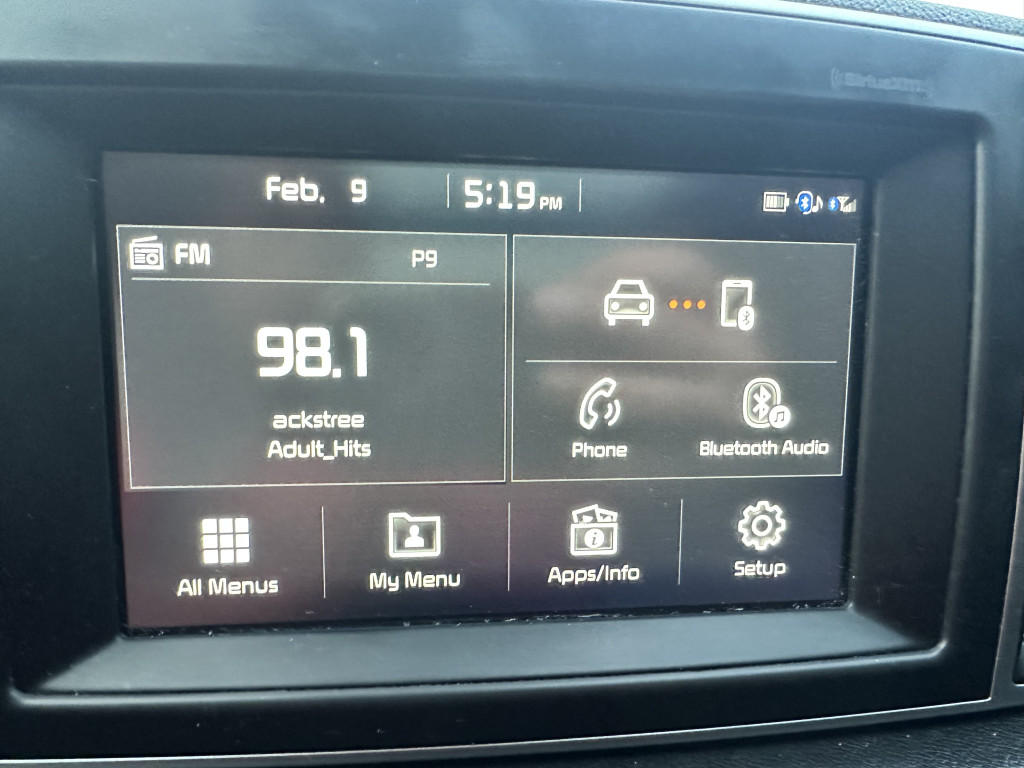 ((SiriusXM))
Feb. 9
5:19 PM
FM P9
98.1
ackstree
Adult_Hits
Phone
Bluetooth Audio
All Menus
My Menu
Apps/Info
Setup